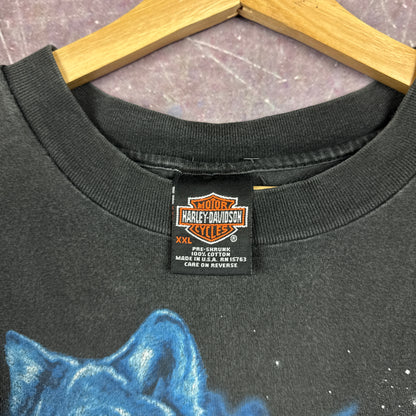 MOTOR
HARLEY-DAVIDSON
CYCLES
®
XXL
PRE-SHRUNK
100% COTTON
MADE IN U.S.A. RN 15763
CARE ON REVERSE